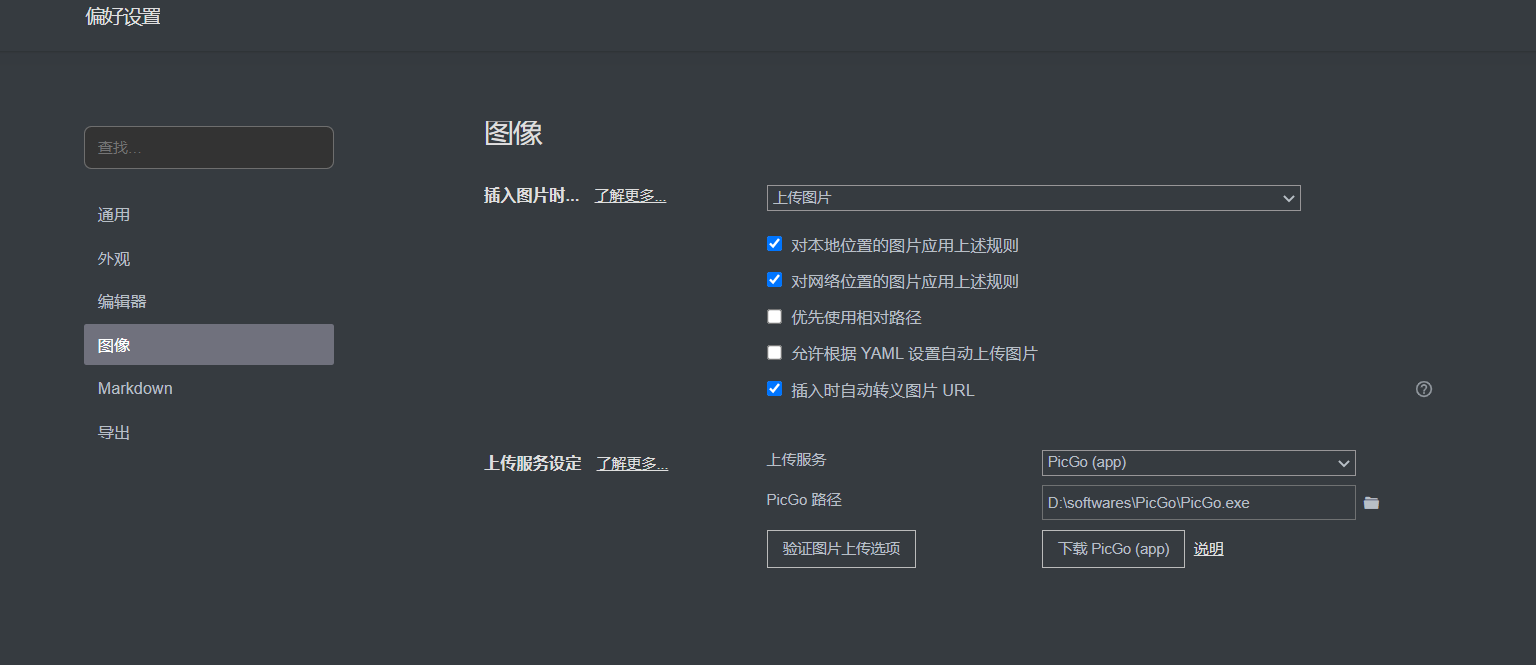 偏好设置
查找...
通用
外观
编辑器
图像
Markdown
导出
图像
插入图片时... 了解更多...
上传图片
对本地位置的图片应用上述规则
对网络位置的图片应用上述规则
优先使用相对路径
允许根据 YAML 设置自动上传图片
插入时自动转义图片 URL
上传服务设定 了解更多...
上传服务 PicGo (app)
PicGo 路径 D:\softwares\PicGo\PicGo.exe
验证图片上传选项 下载 PicGo (app) 说明